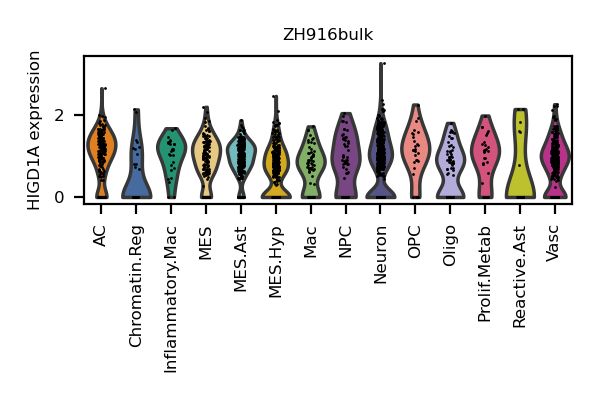 ZH916bulk
HIGD1A expression
2
0
AC
Chromatin.Reg
Inflammatory.Mac
MES
MES.Ast
MES.Hyp
Mac
NPC
Neuron
OPC
Oligo
Prolif.Metab
Reactive.Ast
Vasc